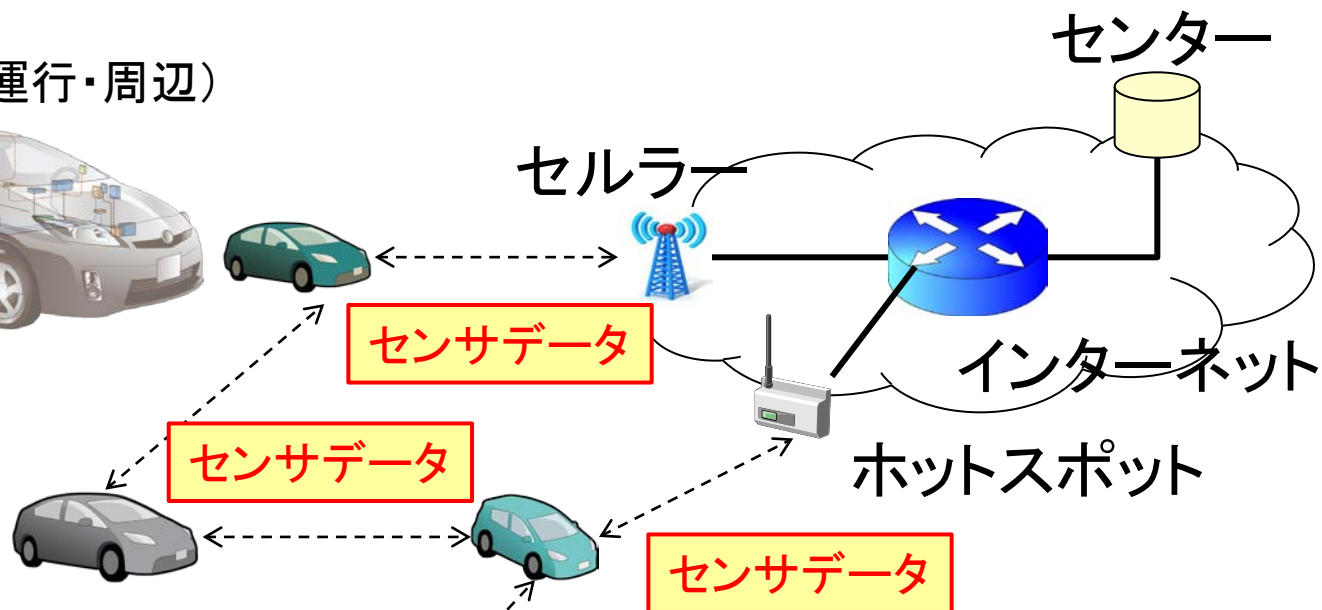 センター
運行・周辺）
セルラー
センサデータ
インターネット
センサデータ
ホットスポット
センサデータ